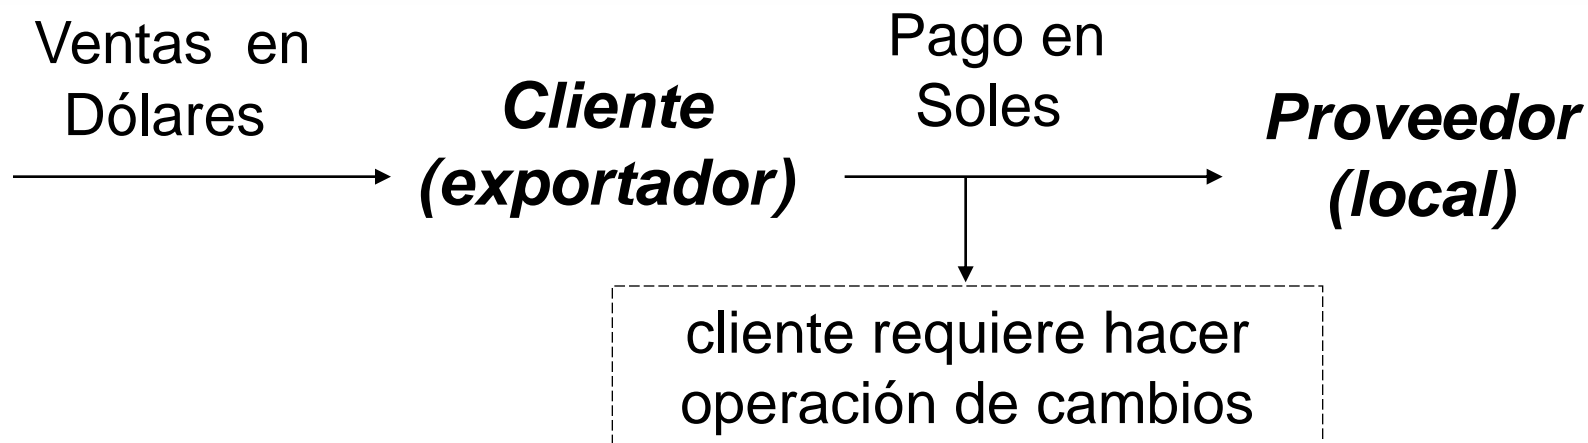 Ventas en
Dólares
Cliente
(exportador)
Pago en
Soles
Proveedor
(local)
cliente requiere hacer
operación de cambios